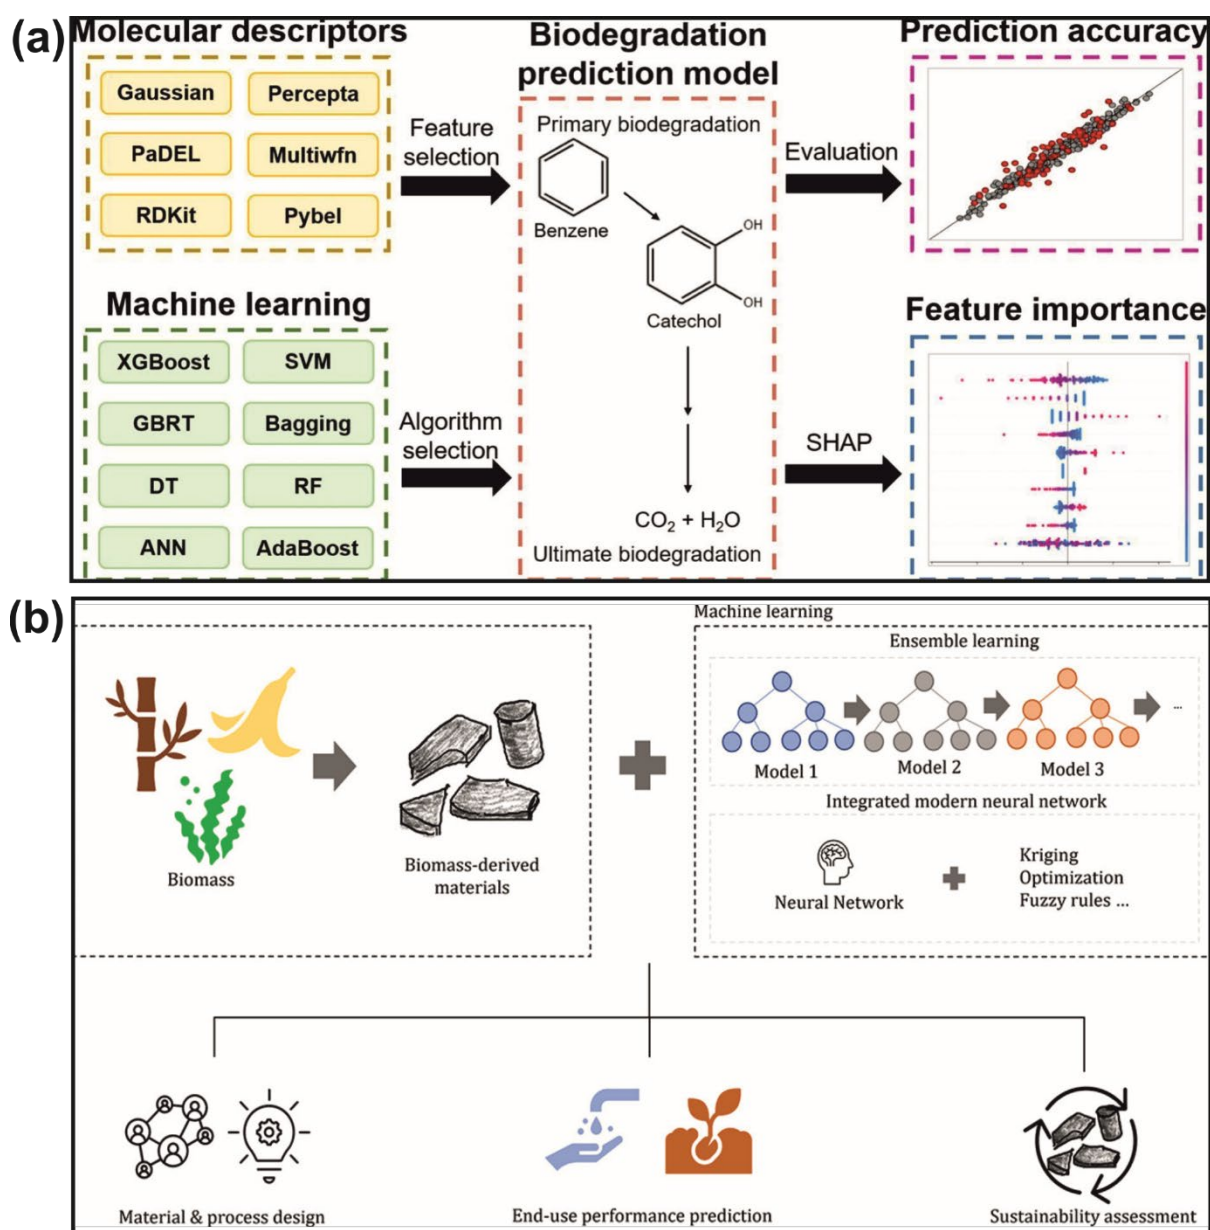 (a)
Molecular descriptors
Gaussian
Percepta
PaDEL
Multiwfn
RDKit
Pybel
Machine learning
XGBoost
SVM
GBRT
Bagging
DT
RF
ANN
AdaBoost
Feature
selection
Algorithm
selection
Biodegradation
prediction model
Primary biodegradation
Benzene
OH
OH
Catechol
CO₂ + H₂O
Ultimate biodegradation
Evaluation
SHAP
Prediction accuracy
Feature importance
(b)
Biomass
Biomass-derived
materials
Machine learning
Ensemble learning
...
Model 1
Model 2
Model 3
Integrated modern neural network
Neural Network
Kriging
Optimization
Fuzzy rules ...
Material & process design
End-use performance prediction
Sustainability assessment